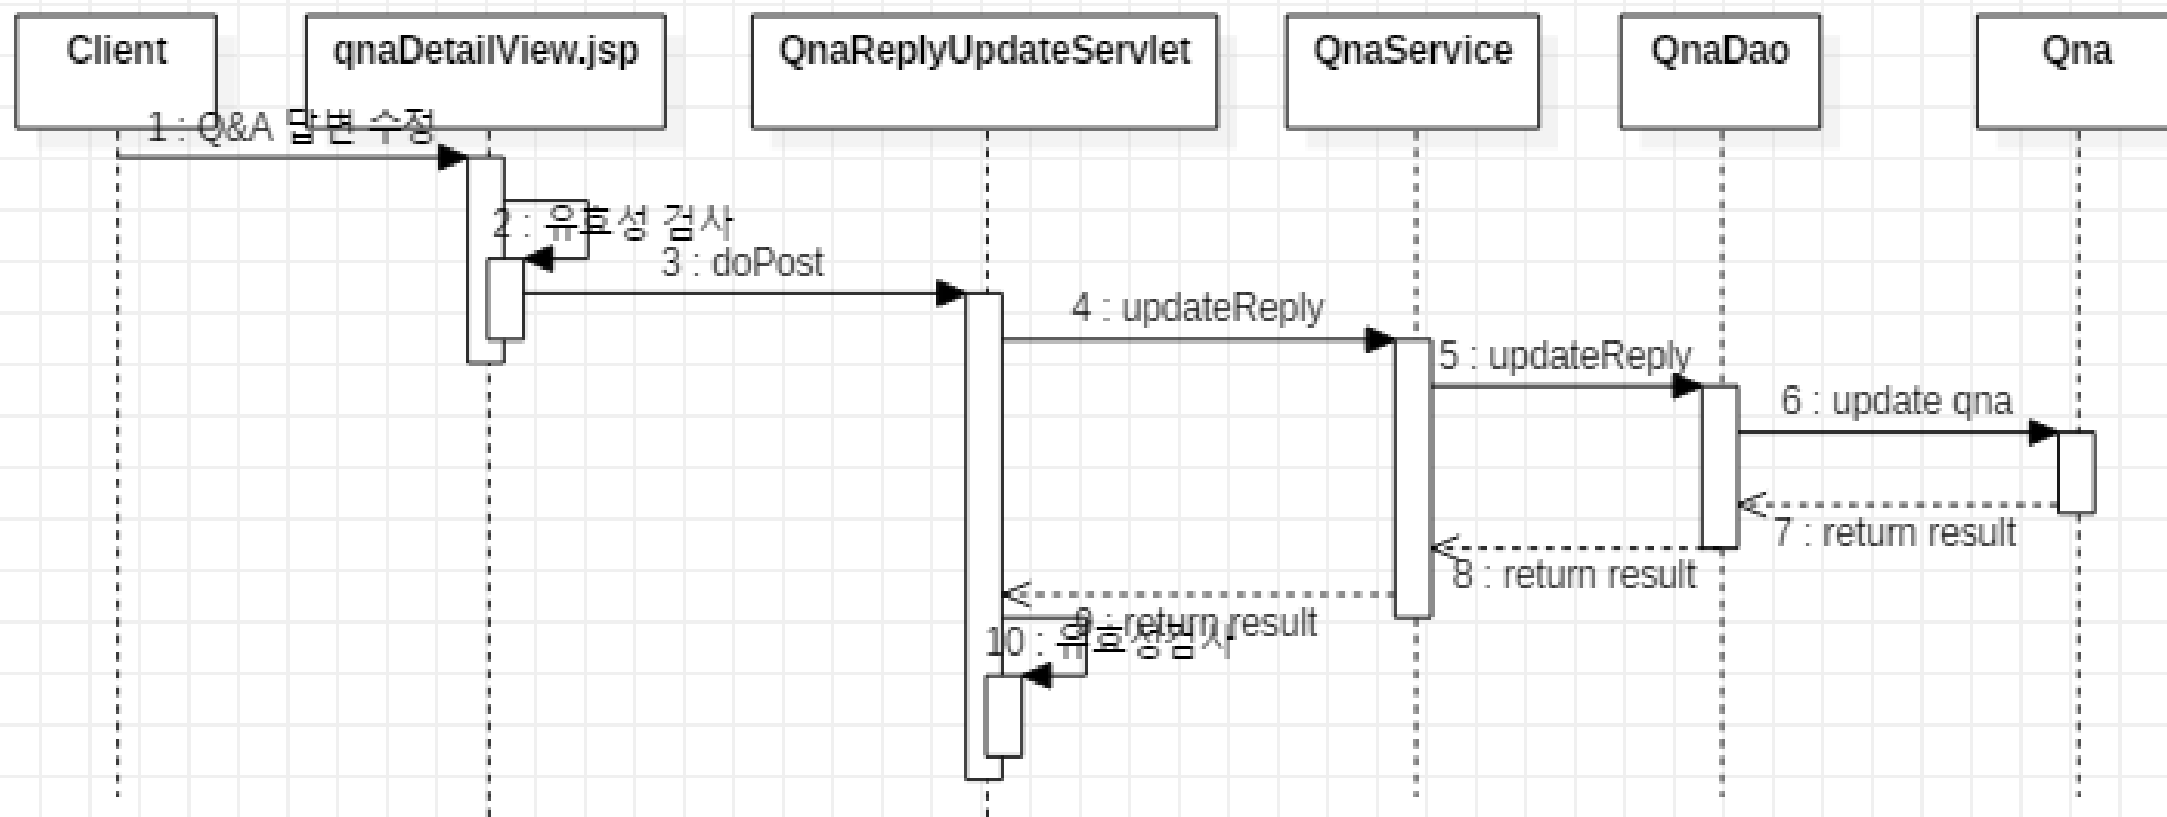 Client
qnaDetailView.jsp
QnaReplyUpdateServlet
QnaService
QnaDao
Qna
1 : Q&A 답변 수정
2 : 유효성 검사
3 : doPost
4 : updateReply
5 : updateReply
6 : update qna
7 : return result
8 : return result
9 : return result
10 : 유효성검사